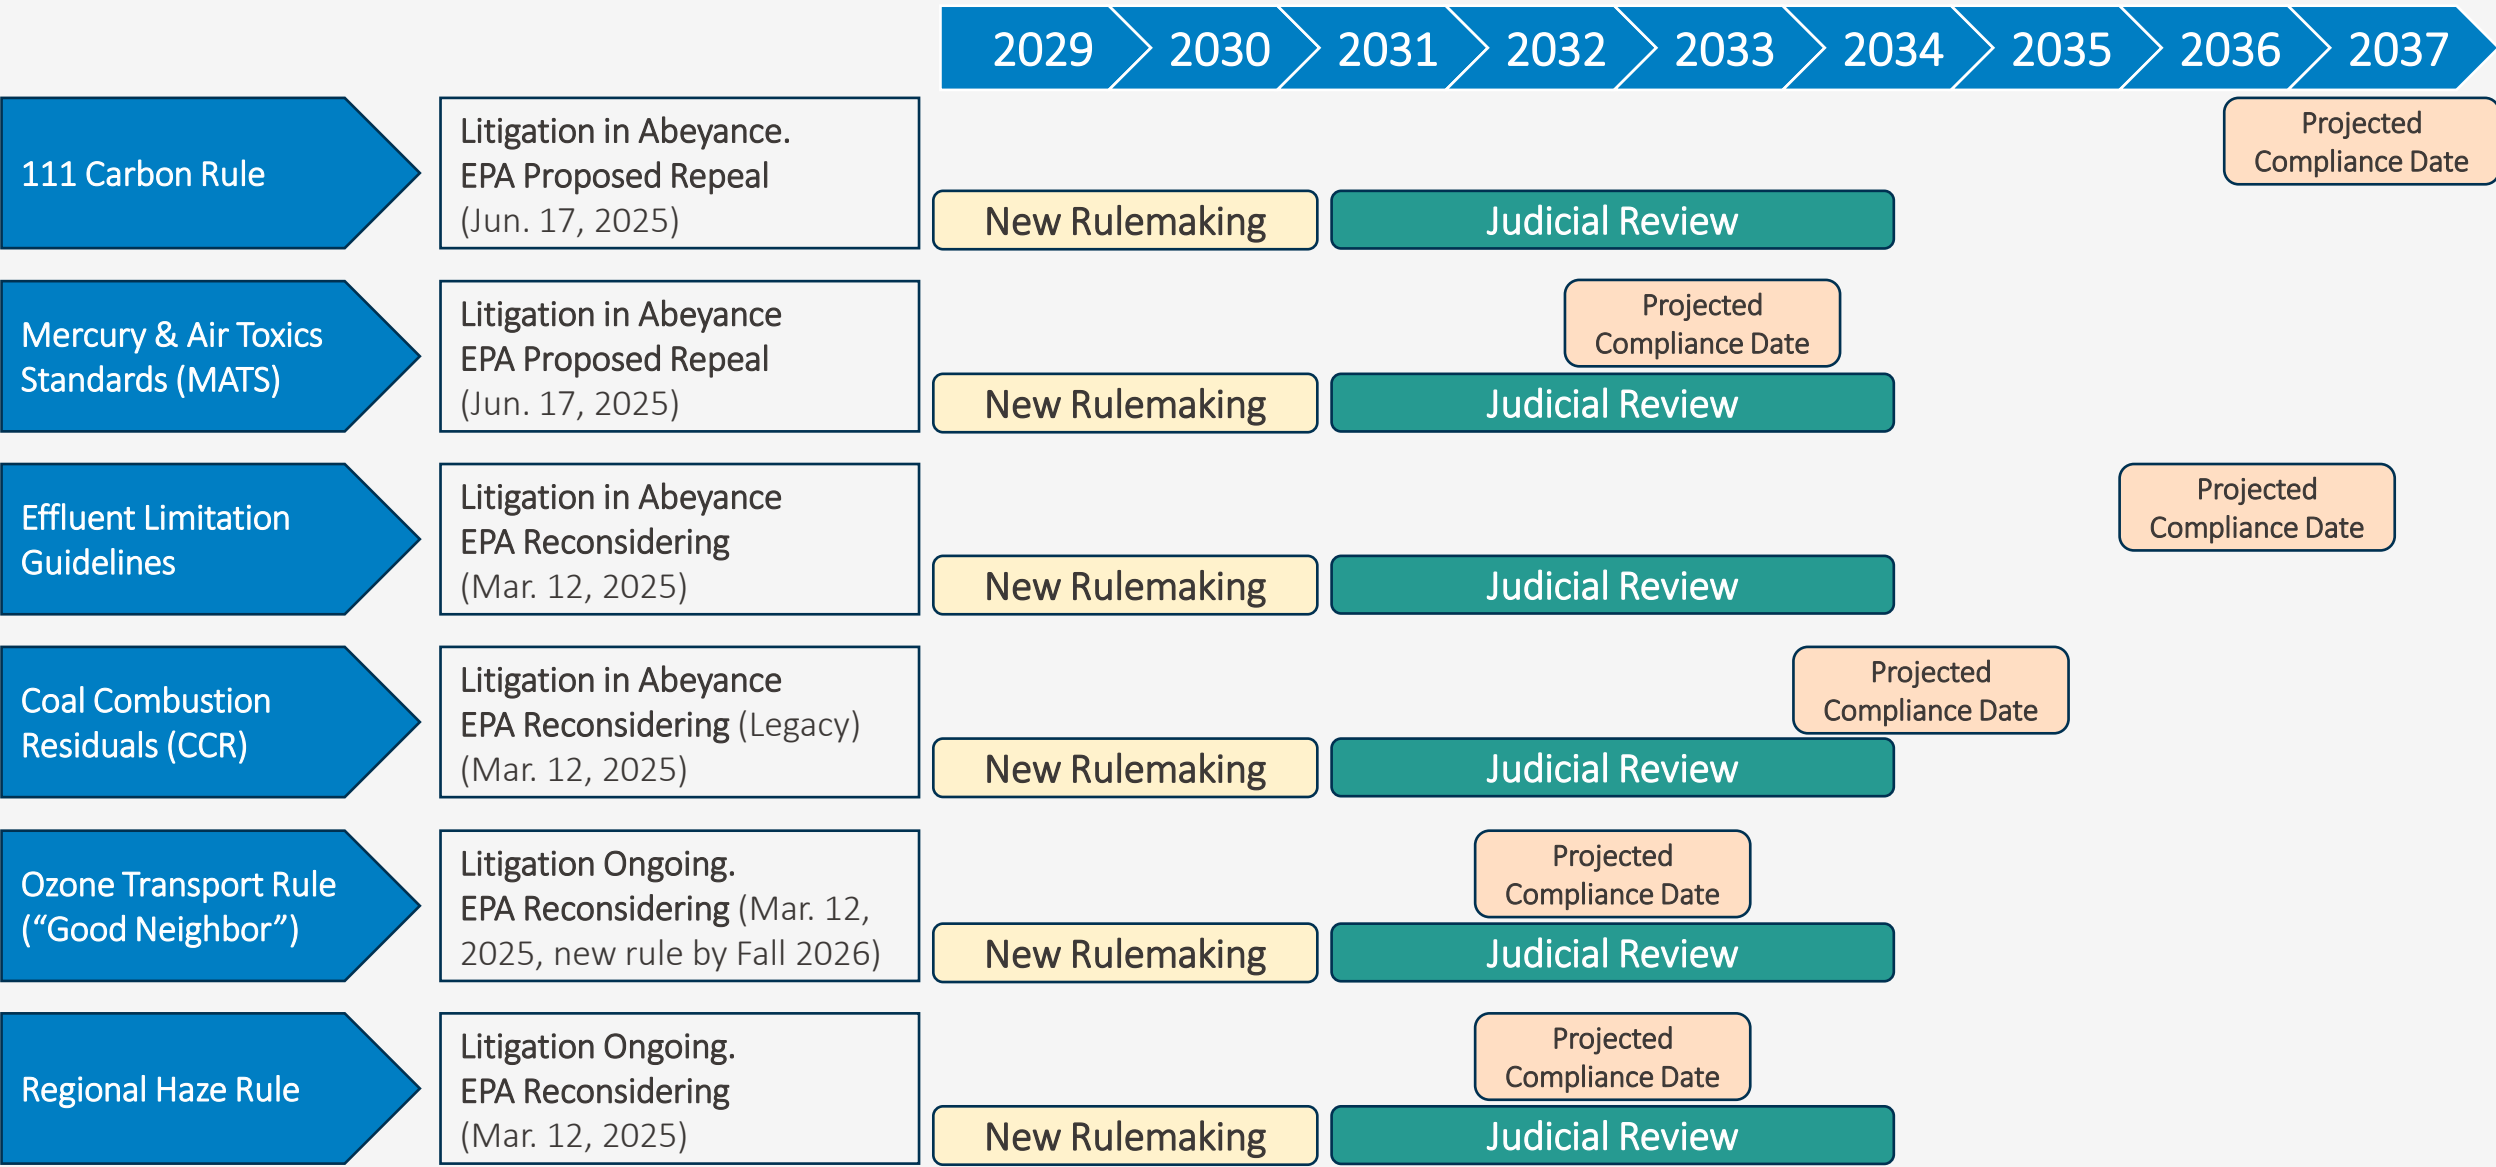 2029 2030 2031 2032 2033 2034 2035 2036 2037
111 Carbon Rule
Litigation in Abeyance.
EPA Proposed Repeal
(Jun. 17, 2025)
New Rulemaking
Judicial Review
Projected
Compliance Date
Mercury & Air Toxics
Standards (MATS)
Litigation in Abeyance
EPA Proposed Repeal
(Jun. 17, 2025)
New Rulemaking
Judicial Review
Projected
Compliance Date
Effluent Limitation
Guidelines
Litigation in Abeyance
EPA Reconsidering
(Mar. 12, 2025)
New Rulemaking
Judicial Review
Projected
Compliance Date
Coal Combustion
Residuals (CCR)
Litigation in Abeyance
EPA Reconsidering (Legacy)
(Mar. 12, 2025)
New Rulemaking
Judicial Review
Projected
Compliance Date
Ozone Transport Rule
(“Good Neighbor”)
Litigation Ongoing.
EPA Reconsidering (Mar. 12,
2025, new rule by Fall 2026)
New Rulemaking
Judicial Review
Projected
Compliance Date
Regional Haze Rule
Litigation Ongoing.
EPA Reconsidering
(Mar. 12, 2025)
New Rulemaking
Judicial Review
Projected
Compliance Date